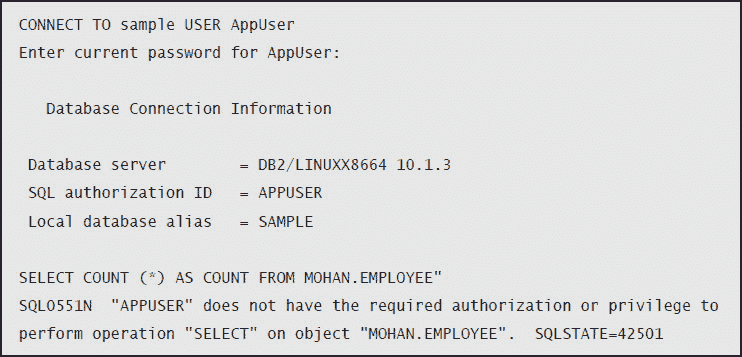 CONNECT TO sample USER AppUser
Enter current password for AppUser:
Database Connection Information
Database server = DB2/LINUXX8664 10.1.3
SQL authorization ID = APPUSER
Local database alias = SAMPLE
SELECT COUNT (*) AS COUNT FROM MOHAN.EMPLOYEE"
SQL0551N "APPUSER" does not have the required authorization or privilege to
perform operation "SELECT" on object "MOHAN.EMPLOYEE". SQLSTATE=42501